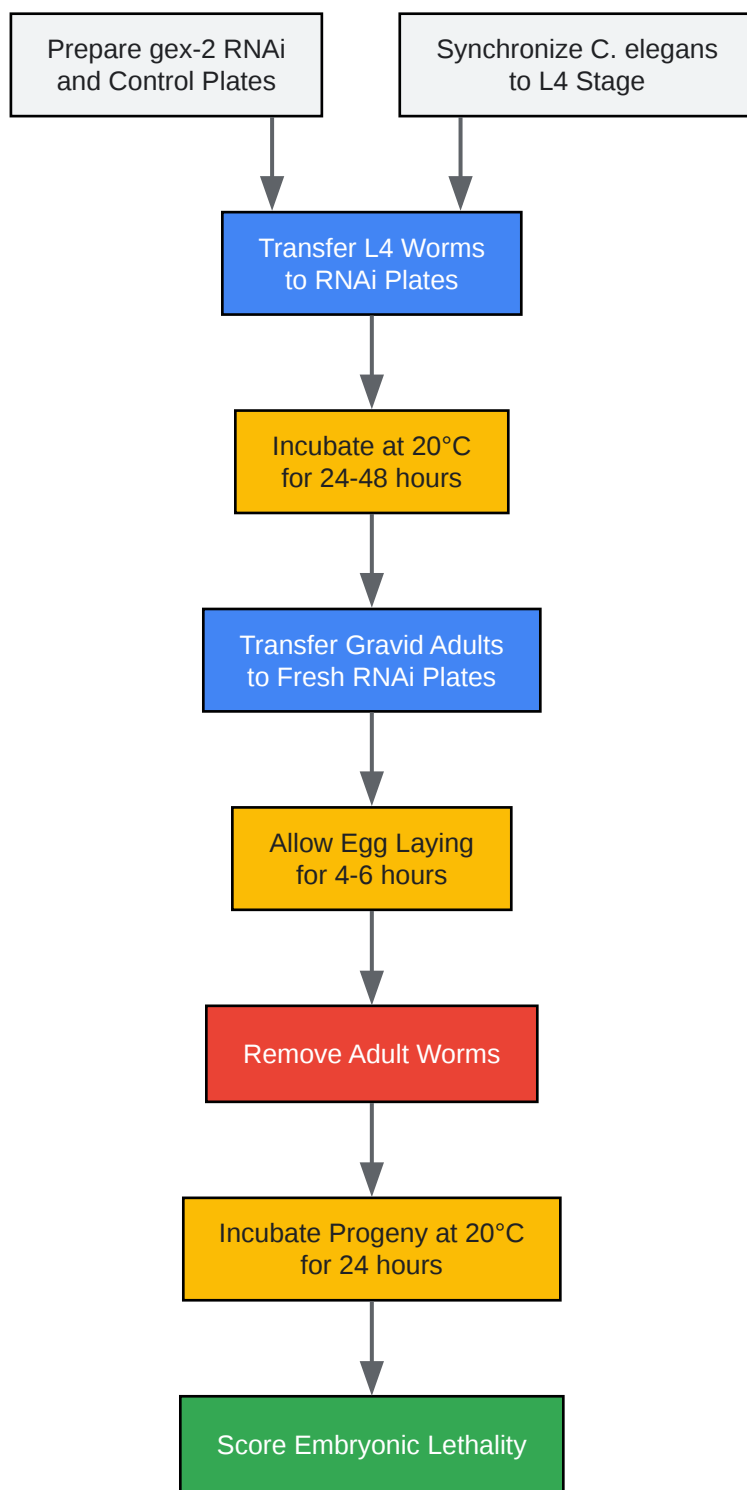 Prepare gex-2 RNAi
and Control Plates
Synchronize C. elegans
to L4 Stage
Transfer L4 Worms
to RNAi Plates
Incubate at 20°C
for 24-48 hours
Transfer Gravid Adults
to Fresh RNAi Plates
Allow Egg Laying
for 4-6 hours
Remove Adult Worms
Incubate Progeny at 20°C
for 24 hours
Score Embryonic Lethality